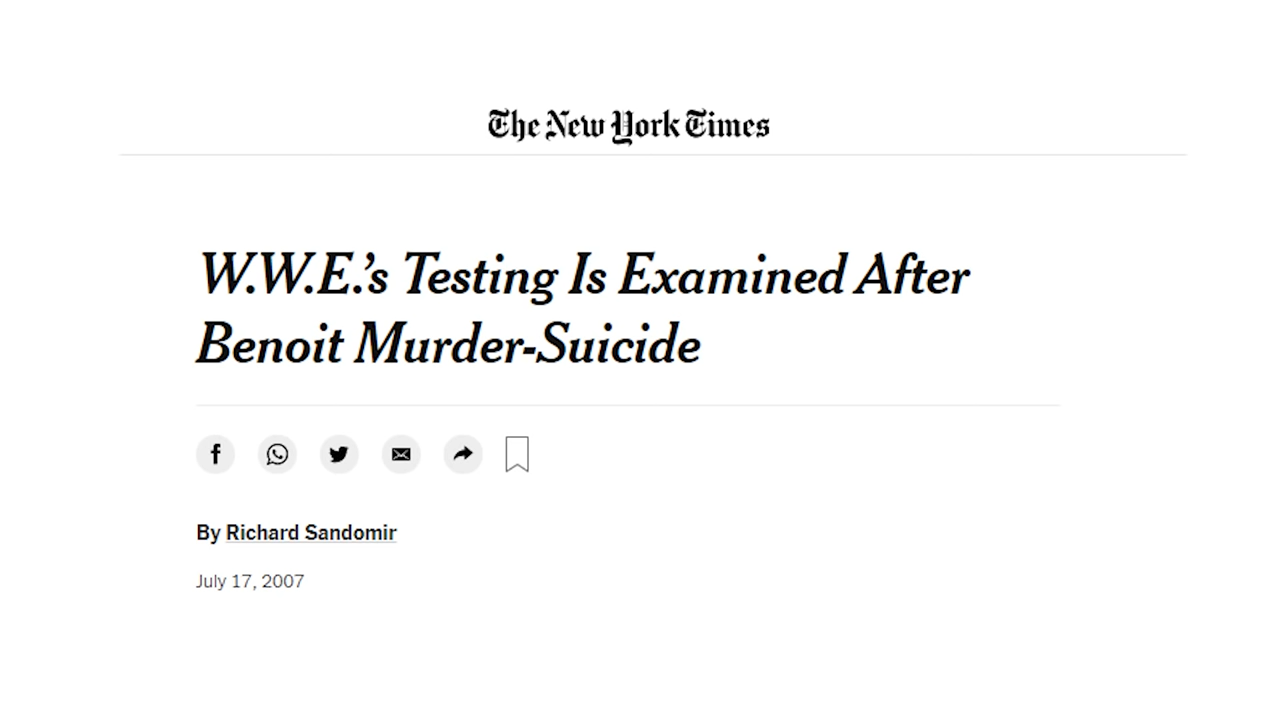 The New York Times
W.W.E.’s Testing Is Examined After
Benoit Murder-Suicide
By Richard Sandomir
July 17, 2007